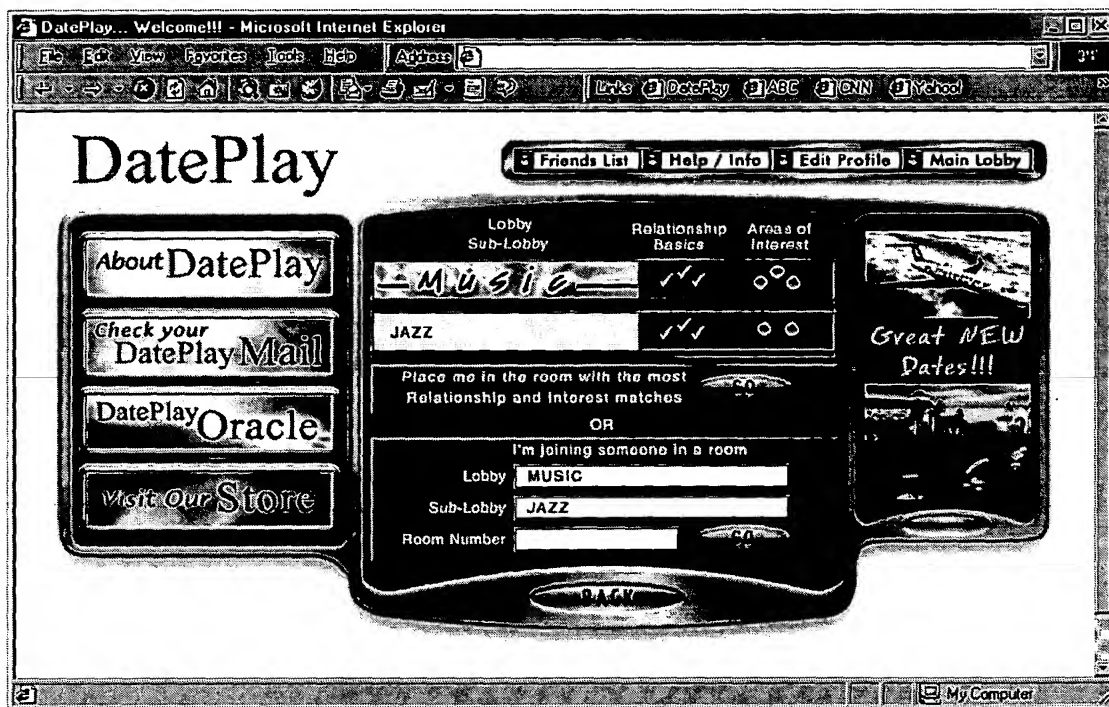 DatePlay... Welcome!!! - Microsoft Internet Explorer
File Edit View Favorites Tools Help Address
Links DatePlay ABC CNN Yahoo!
DatePlay
Friends List Help / Info Edit Profile Main Lobby
Lobby
Sub-Lobby
Relationship
Basics
Areas of
Interest
About DatePlay
Music
Check your
DatePlay Mail
JAZZ
Great NEW
Dates!!!
DatePlay
Oracle
Place me in the room with the most
Relationship and Interest matches
GO
OR
I'm joining someone in a room
Visit Our Store
Lobby MUSIC
Sub-Lobby JAZZ
Room Number GO
BACK
My Computer